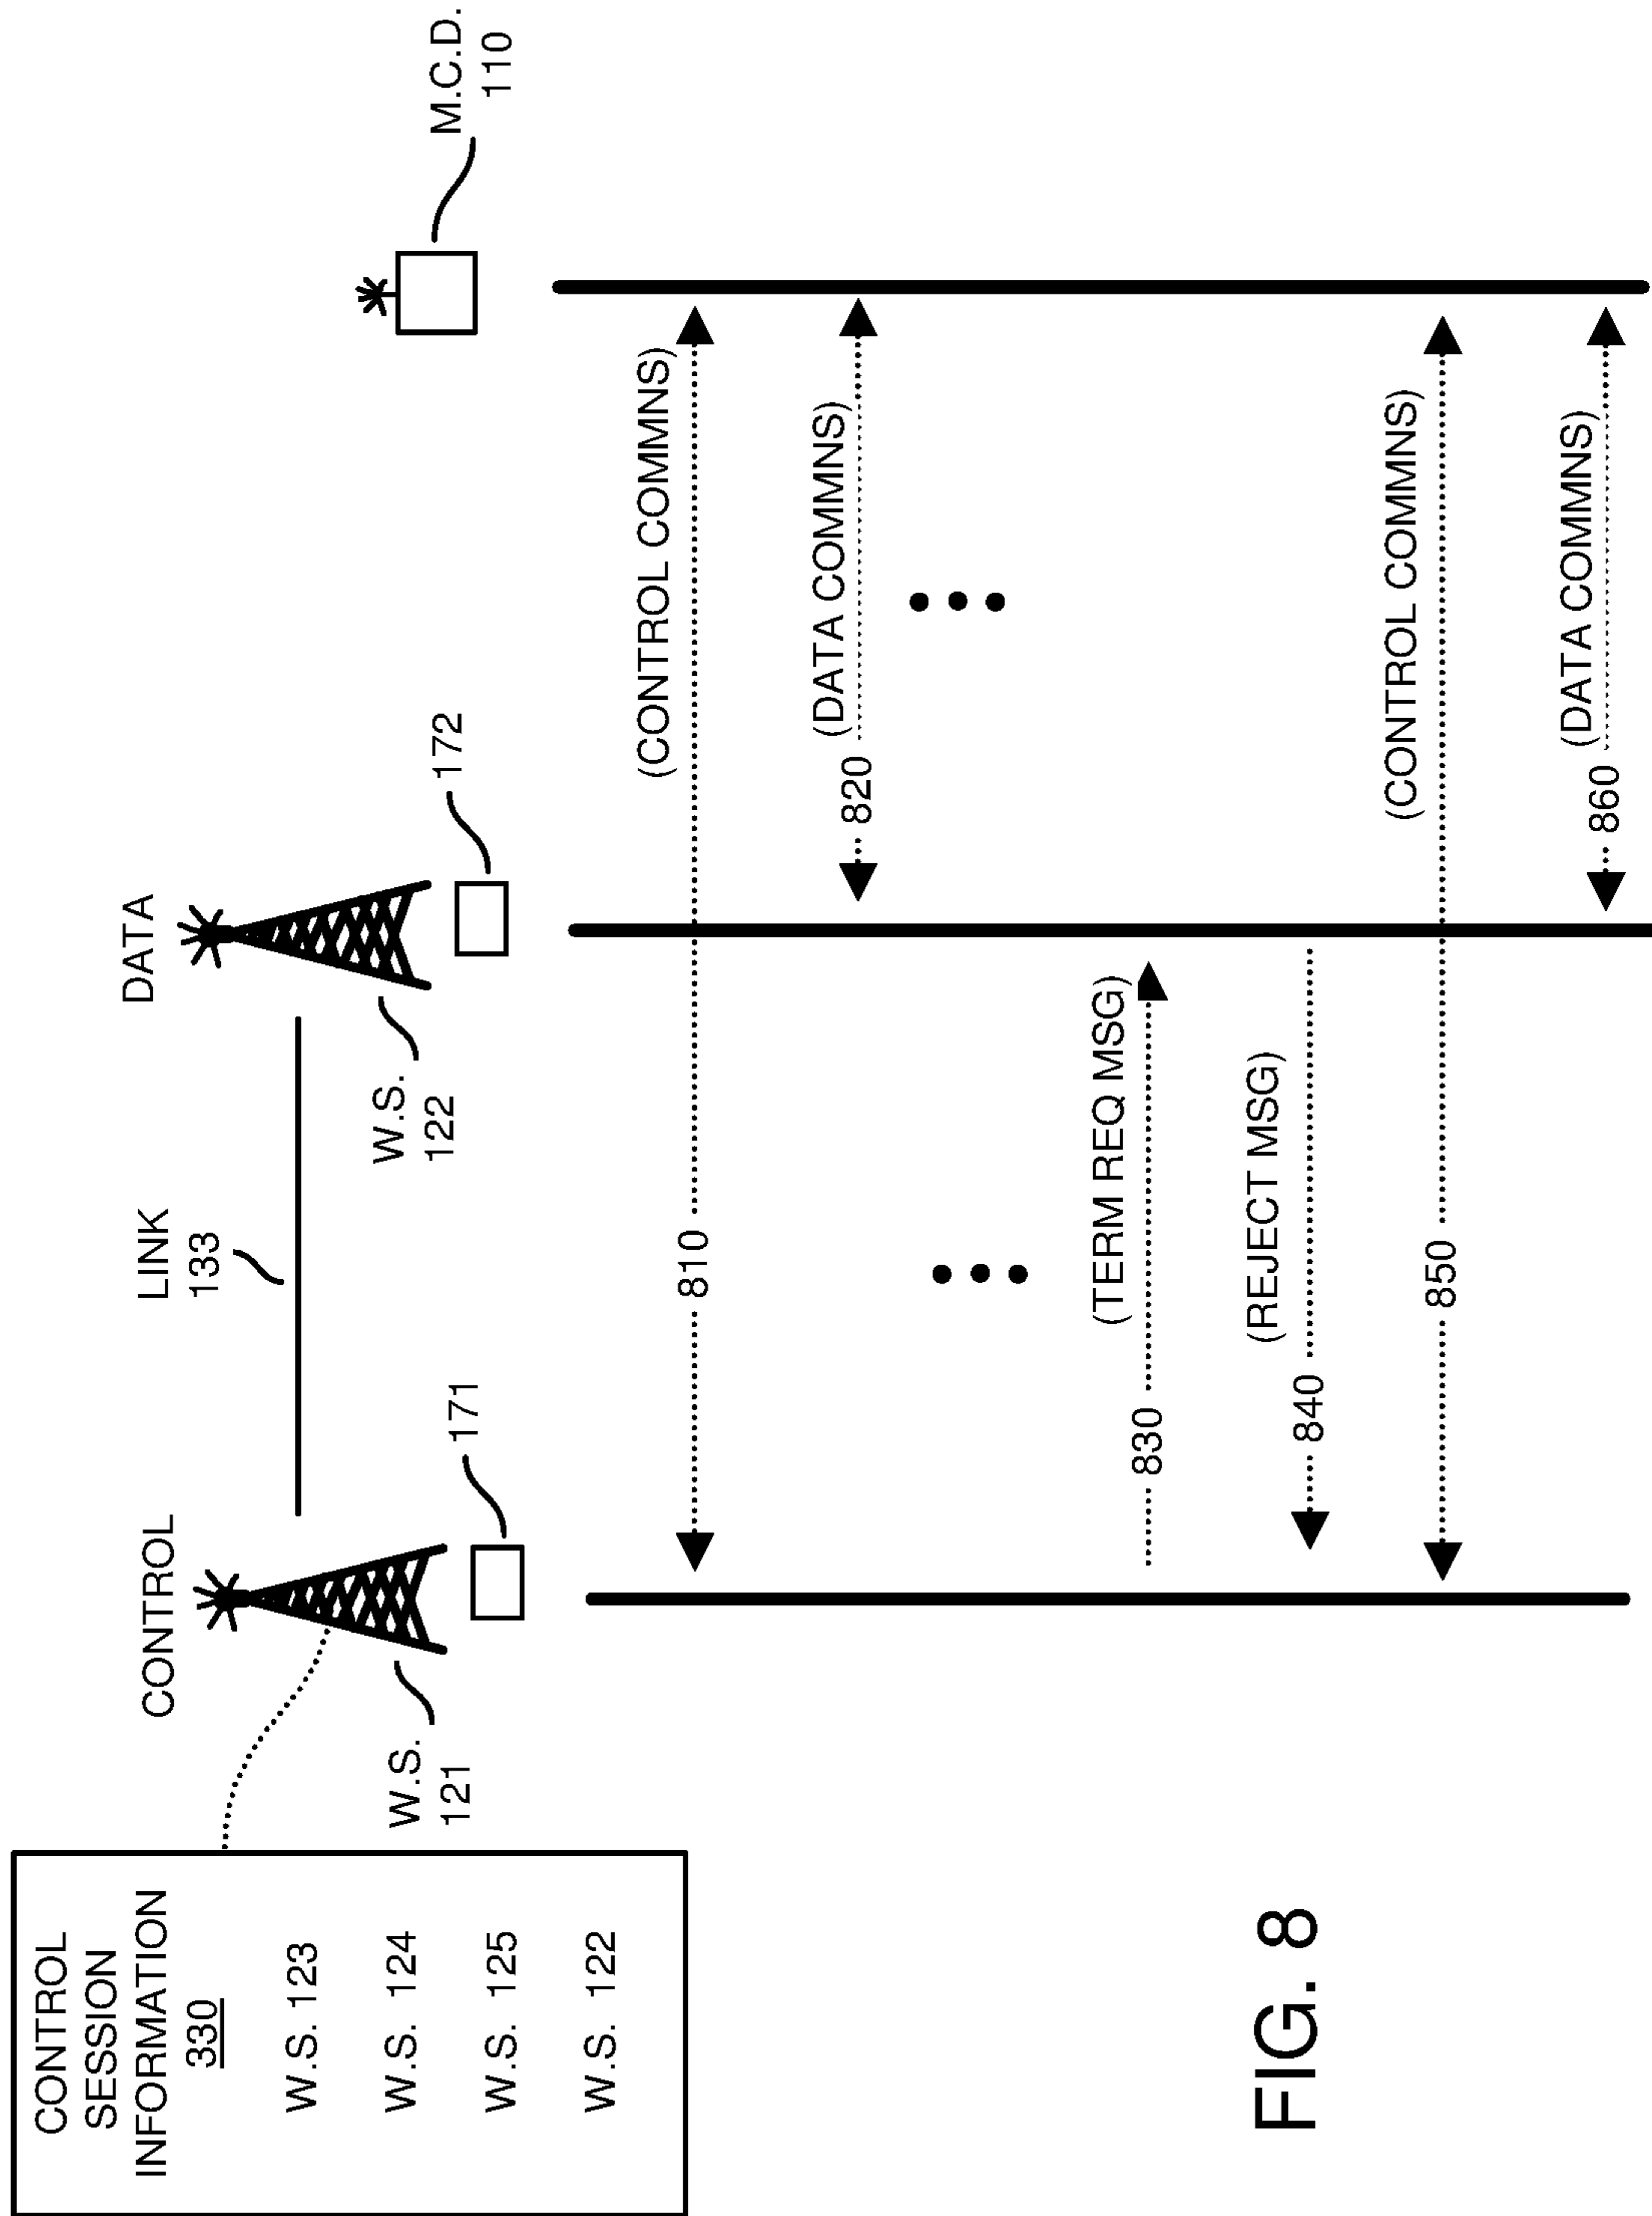 CONTROL
SESSION
INFORMATION
330
W.S. 123
W.S. 124
W.S. 125
W.S. 122
CONTROL
W.S.
121
171
LINK
133
DATA
W.S.
122
172
M.C.D.
110
810
(CONTROL COMMNS)
820
(DATA COMMNS)
830
(TERM REQ MSG)
840
(REJECT MSG)
850
(CONTROL COMMNS)
860
(DATA COMMNS)
FIG. 8